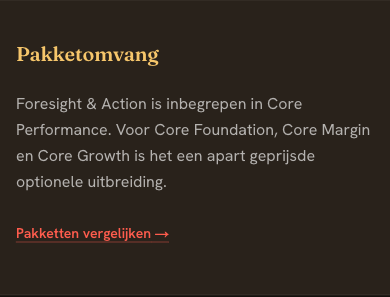 Pakketomvang
Foresight & Action is inbegrepen in Core
Performance. Voor Core Foundation, Core Margin
en Core Growth is het een apart geprijsde
optionele uitbreiding.
Pakketten vergelijken →